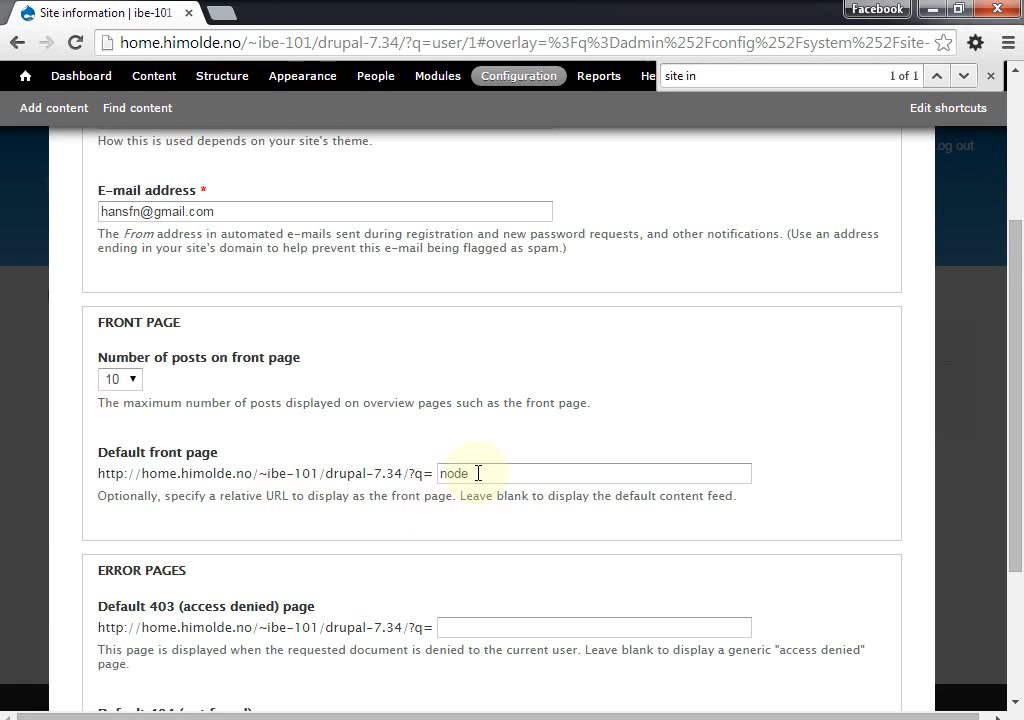 Site information | ibe-101
Facebook
home.himolde.no/~ibe-101/drupal-7.34/?q=user/1#overlay=%3Fq%3Dadmin%252Fconfig%252Fsystem%252Fsite-
Dashboard Content Structure Appearance People Modules Configuration Reports He
site in 1 of 1
Add content Find content Edit shortcuts
og out
How this is used depends on your site's theme.
E-mail address *
hansfn@gmail.com
The From address in automated e-mails sent during registration and new password requests, and other notifications. (Use an address
ending in your site's domain to help prevent this e-mail being flagged as spam.)
FRONT PAGE
Number of posts on front page
10
The maximum number of posts displayed on overview pages such as the front page.
Default front page
http://home.himolde.no/~ibe-101/drupal-7.34/?q= node
Optionally, specify a relative URL to display as the front page. Leave blank to display the default content feed.
ERROR PAGES
Default 403 (access denied) page
http://home.himolde.no/~ibe-101/drupal-7.34/?q=
This page is displayed when the requested document is denied to the current user. Leave blank to display a generic "access denied"
page.